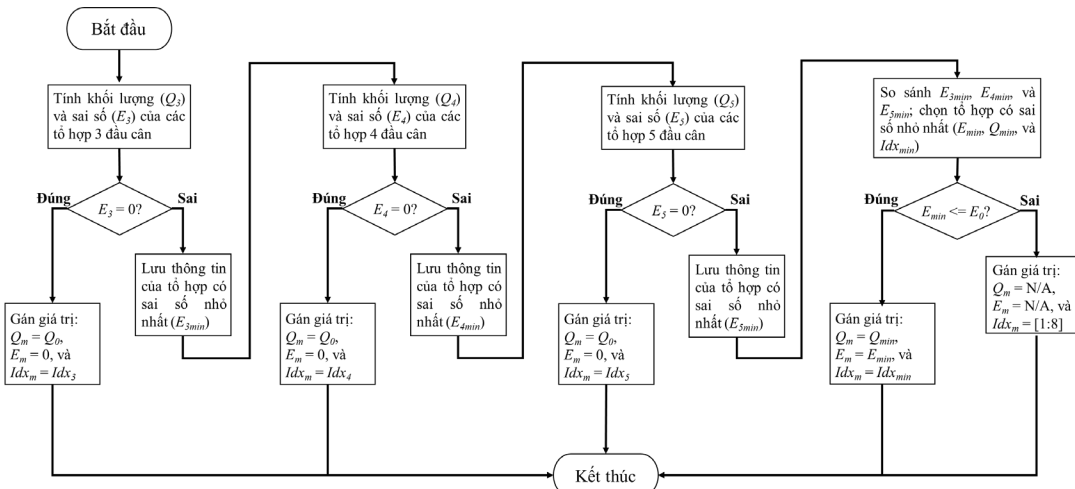 Bắt đầu
Tính khối lượng (Q3)
và sai số (E3) của các
tổ hợp 3 đầu cân
Đúng
Sai
E3 = 0?
Lưu thông tin
của tổ hợp có
sai số nhỏ
nhất (E3min)
Gán giá trị:
Qm = Q0,
Em = 0, và
Idxm = Idx3
Tính khối lượng (Q4)
và sai số (E4) của các
tổ hợp 4 đầu cân
Đúng
Sai
E4 = 0?
Lưu thông tin
của tổ hợp có
sai số nhỏ
nhất (E4min)
Gán giá trị:
Qm = Q0,
Em = 0, và
Idxm = Idx4
Tính khối lượng (Q5)
và sai số (E5) của các
tổ hợp 5 đầu cân
Đúng
Sai
E5 = 0?
Lưu thông tin
của tổ hợp có
sai số nhỏ
nhất (E5min)
Gán giá trị:
Qm = Q0,
Em = 0, và
Idxm = Idx5
So sánh E3min, E4min, và
E5min; chọn tổ hợp có sai
số nhỏ nhất (Emin, Qmin, và
Idxmin)
Đúng
Sai
Emin <= E0?
Gán giá trị:
Qm = N/A,
Em = N/A, và
Idxm = [1:8]
Gán giá trị:
Qm = Qmin,
Em = Emin, và
Idxm = Idxmin
Kết thúc